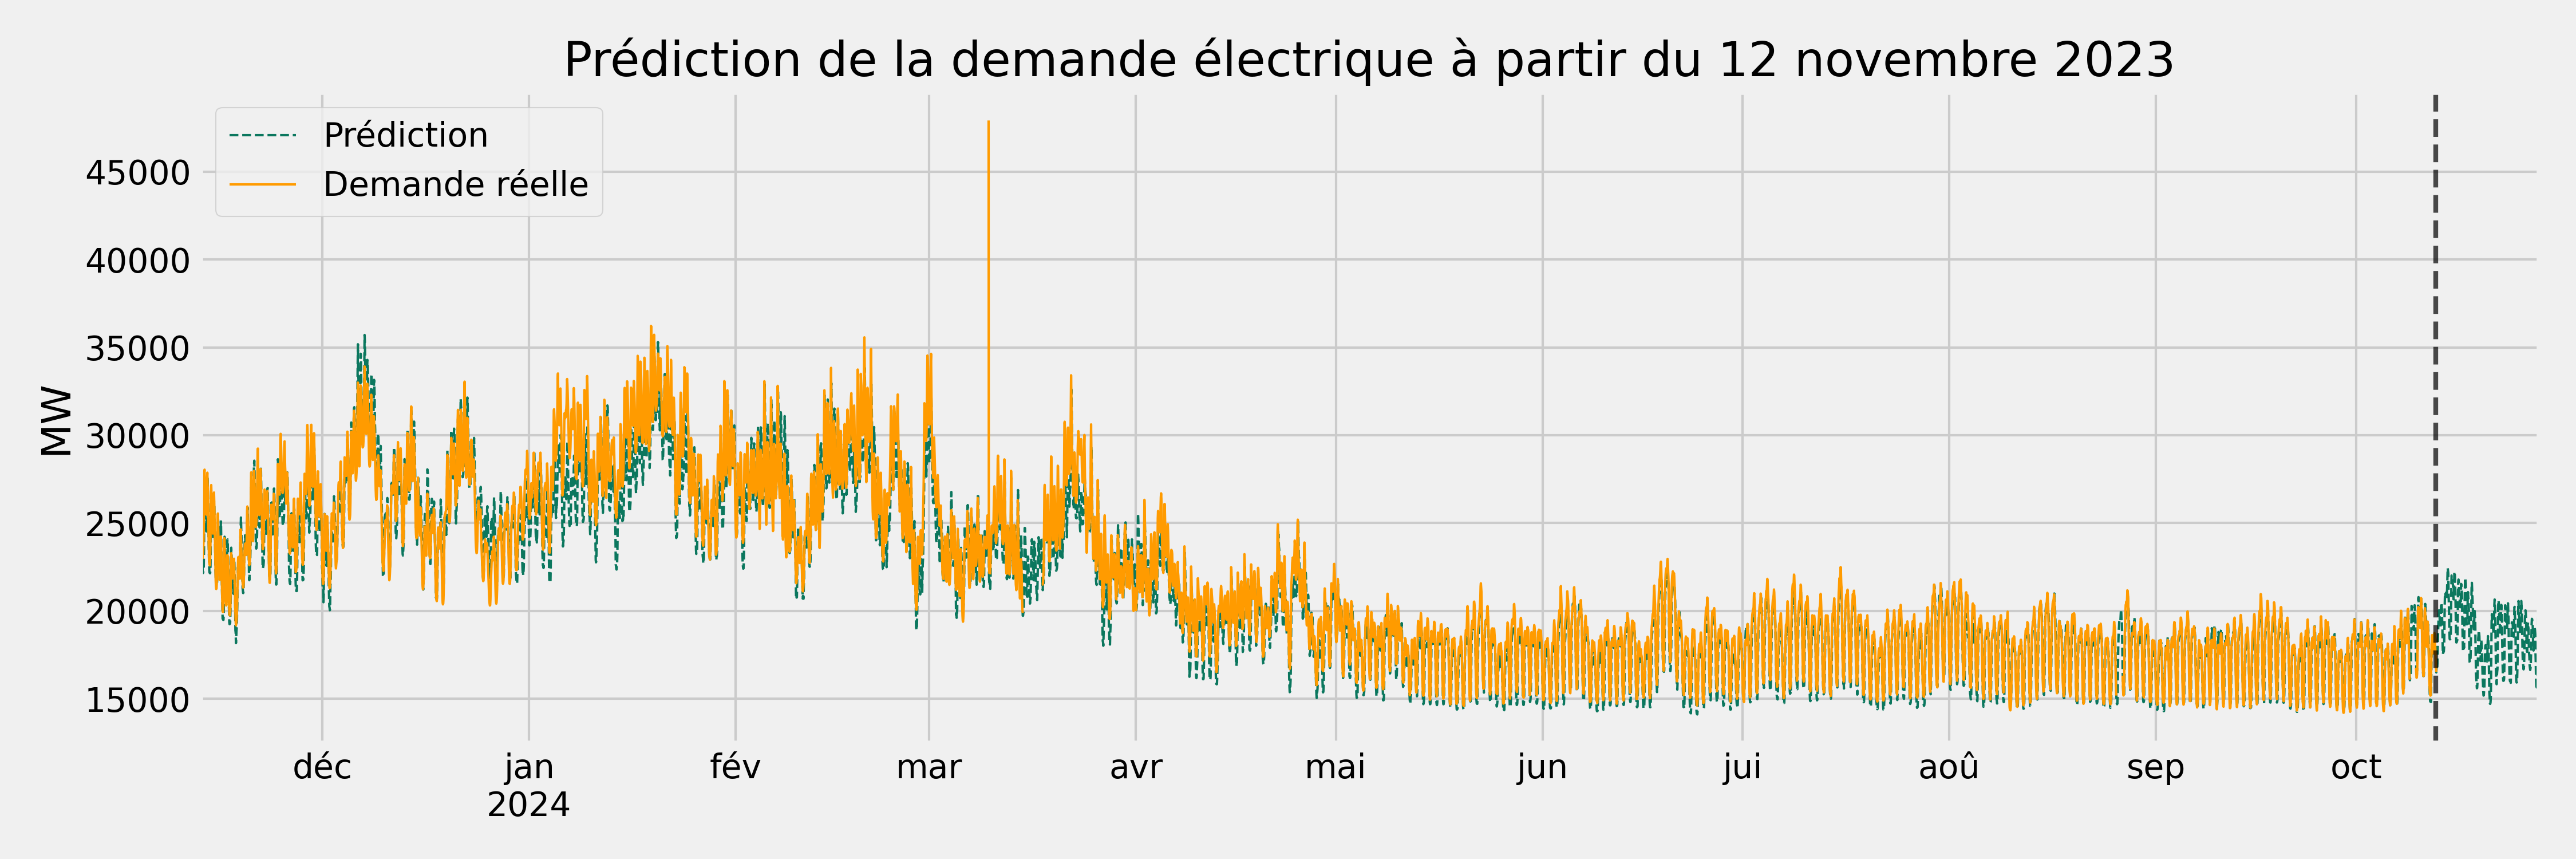 Prédiction de la demande électrique à partir du 12 novembre 2023
Prédiction
Demande réelle
MW
45000
40000
35000
30000
25000
20000
15000
déc jan fév mar avr mai jun jui aoû sep oct
2024